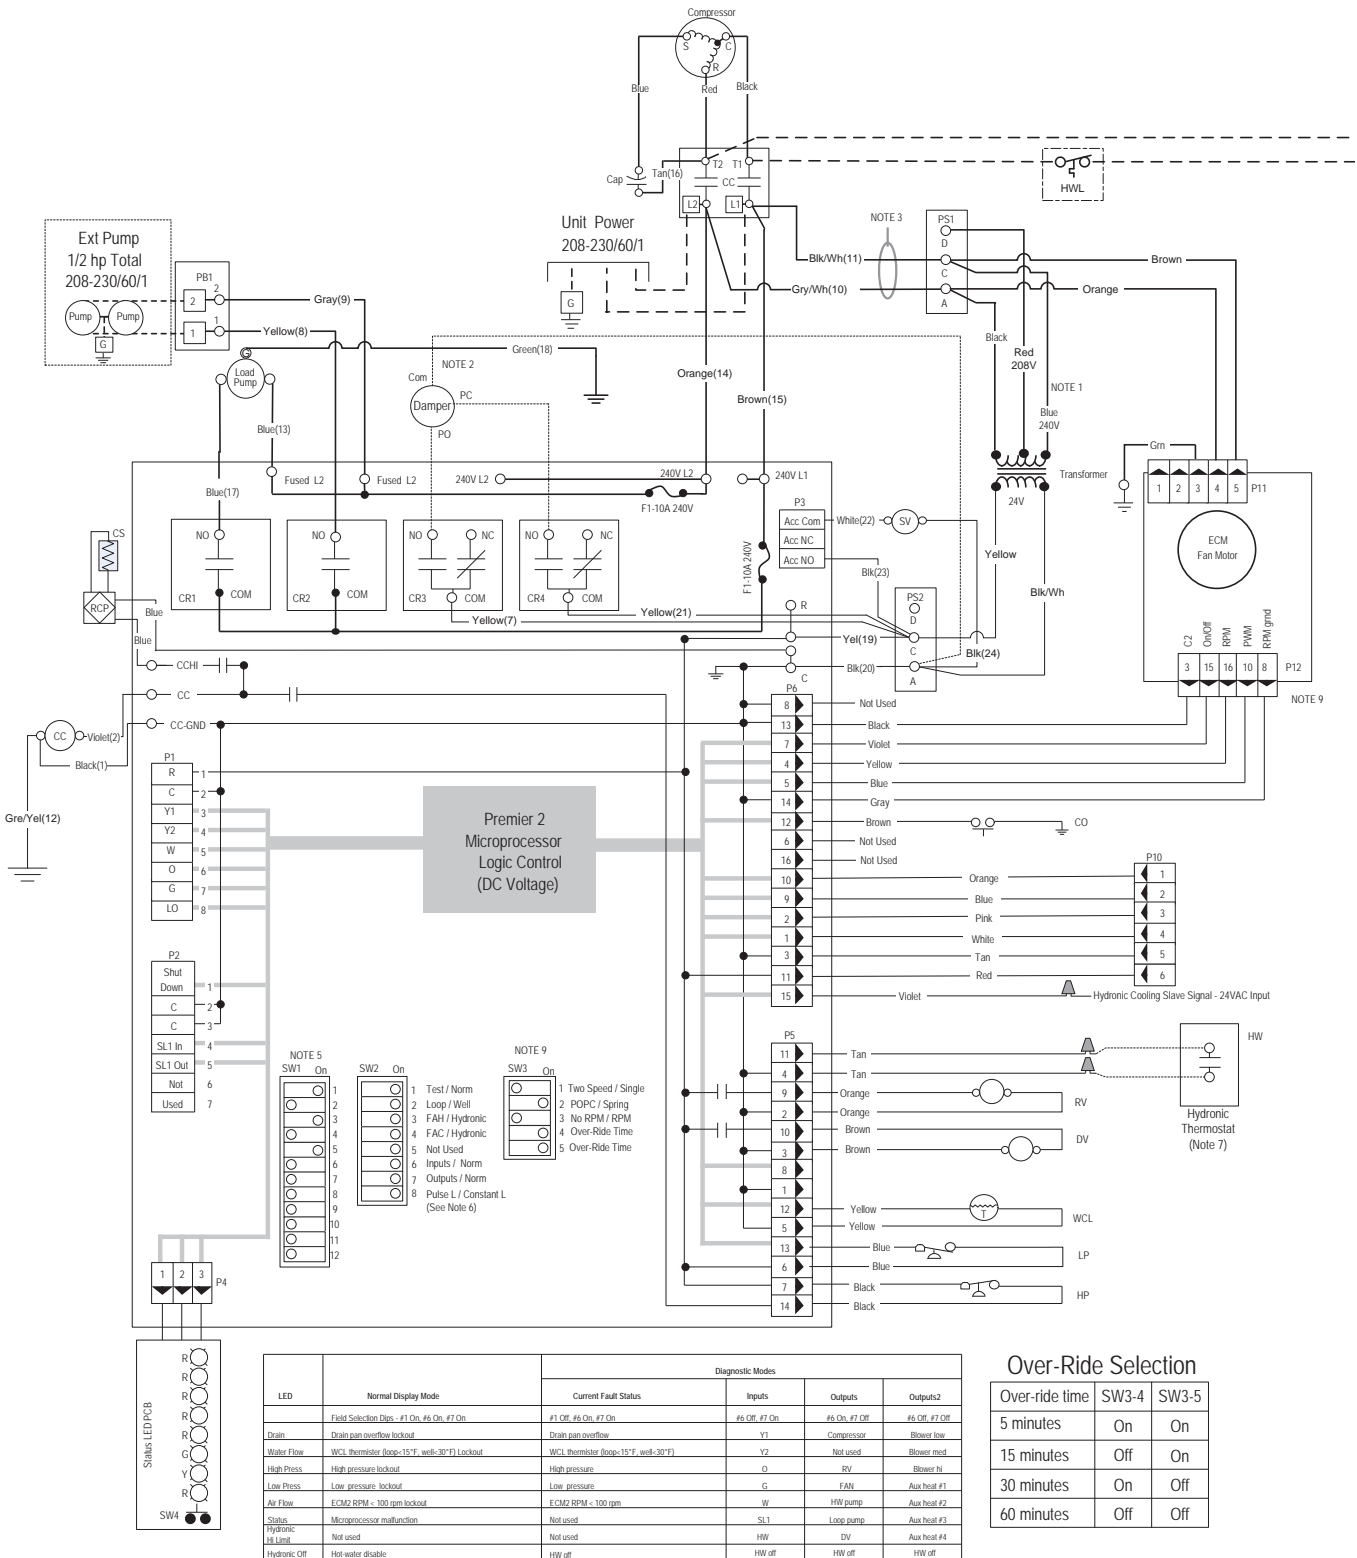 Compressor
S
C
R
Blue
Red
Black
T2
T1
Cap
Tan(16)
CC
HWL
L2
L1
Unit Power
208-230/60/1
G
Ext Pump
1/2 hp Total
208-230/60/1
Pump
Pump
G
PB1
2
2
1
1
Gray(9)
Yellow(8)
NOTE 3
PS1
D
C
A
Blk/Wh(11)
Gry/Wh(10)
Brown
Orange
Green(18)
G
Load
Pump
NOTE 2
Com
PC
Damper
PO
Orange(14)
Brown(15)
Black
Red
208V
NOTE 1
Blue
240V
Blue(13)
Blue(17)
Fused L2
Fused L2
240V L2
240V L2
240V L1
F1-10A 240V
F1-10A 240V
Transformer
24V
Grn
1 2 3 4 5
P11
ECM
Fan Motor
P3
Acc Com
Acc NC
Acc NO
White(22)
SV
Blk(23)
Yellow
Blk/Wh
CS
RCP
Blue
Blue
NO
CR1
COM
NO
CR2
COM
NO
NC
CR3
COM
NO
NC
CR4
COM
Yellow(21)
Yellow(7)
R
C
Yel(19)
Blk(20)
Blk(24)
PS2
D
C
A
C2
On/Off
RPM
PWM
RPM grnd
3 15 16 10 8
P12
NOTE 9
CCHI
CC
CC-GND
CC
Violet(2)
Black(1)
Gre/Yel(12)
P1
R 1
C 2
Y1 3
Y2 4
W 5
O 6
G 7
LO 8
Premier 2
Microprocessor
Logic Control
(DC Voltage)
P6
8 Not Used
13 Black
7 Violet
4 Yellow
5 Blue
14 Gray
12 Brown
CO
6 Not Used
16 Not Used
10 Orange
9 Blue
2 Pink
1 White
3 Tan
11 Red
15 Violet
Hydronic Cooling Slave Signal - 24VAC Input
P10
1
2
3
4
5
6
P2
Shut
Down 1
C 2
C 3
SL1 In 4
SL1 Out 5
Not 6
Used 7
NOTE 5
SW1 On
1
2
3
4
5
6
7
8
9
10
11
12
SW2 On
1 Test / Norm
2 Loop / Well
3 FAH / Hydronic
4 FAC / Hydronic
5 Not Used
6 Inputs / Norm
7 Outputs / Norm
8 Pulse L / Constant L
(See Note 6)
NOTE 9
SW3 On
1 Two Speed / Single
2 POPC / Spring
3 No RPM / RPM
4 Over-Ride Time
5 Over-Ride Time
P5
11 Tan
4 Tan
9 Orange
2 Orange
RV
10 Brown
3 Brown
DV
8
1
12 Yellow
5 Yellow
T
WCL
13 Blue
6 Blue
LP
7 Black
14 Black
HP
HW
Hydronic
Thermostat
(Note 7)
1 2 3
P4
Status LED PCB
R
R
R
R
G
Y
R
SW4
Diagnostic Modes
LED Normal Display Mode Current Fault Status Inputs Outputs Outputs2
Field Selection Dips - #1 On, #6 On, #7 On #1 Off, #6 On, #7 On #6 Off, #7 On #6 On, #7 Off #6 Off, #7 Off
Drain Drain pan overflow lockout Drain pan overflow Y1 Compressor Blower low
Water Flow WCL thermister (loop<15°F, well<30°F) Lockout WCL thermister (loop<15°F, well<30°F) Y2 Not used Blower med
High Press High pressure lockout High pressure O RV Blower hi
Low Press Low pressure lockout Low pressure G FAN Aux heat #1
Air Flow ECM2 RPM < 100 rpm lockout ECM2 RPM < 100 rpm W HW pump Aux heat #2
Status Microprocessor malfunction Not used SL1 Loop pump Aux heat #3
Hydronic
Hi Limit Not used Not used HW DV Aux heat #4
Hydronic Off Hot-water disable HW off HW off HW off HW off
Over-Ride Selection
Over-ride time SW3-4 SW3-5
5 minutes On On
15 minutes Off On
30 minutes On Off
60 minutes Off Off